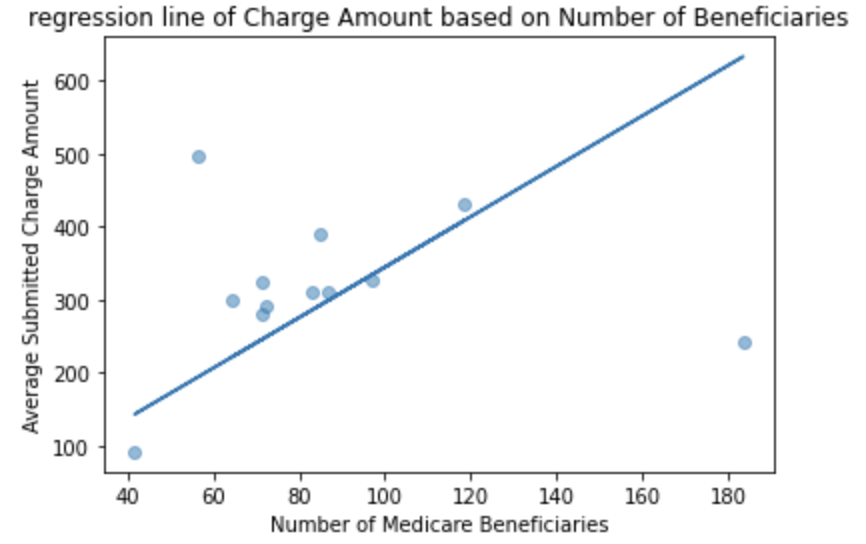 regression line of Charge Amount based on Number of Beneficiaries
600
500
400
300
200
100
Average Submitted Charge Amount
40 60 80 100 120 140 160 180
Number of Medicare Beneficiaries